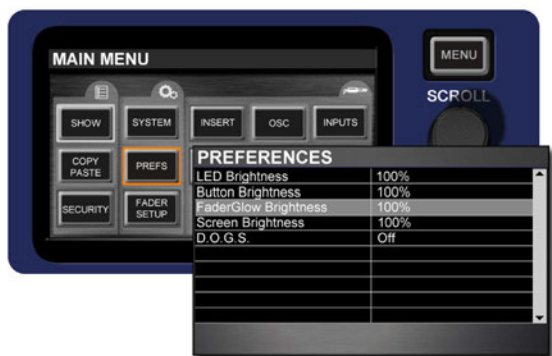 MAIN MENU
MENU
SCROLL
SHOW
SYSTEM
INSERT
OSC
INPUTS
COPY
PASTE
PREFS
SECURITY
FADER
SETUP
PREFERENCES
LED Brightness 100%
Button Brightness 100%
FaderGlow Brightness 100%
Screen Brightness 100%
D.O.G.S. Off